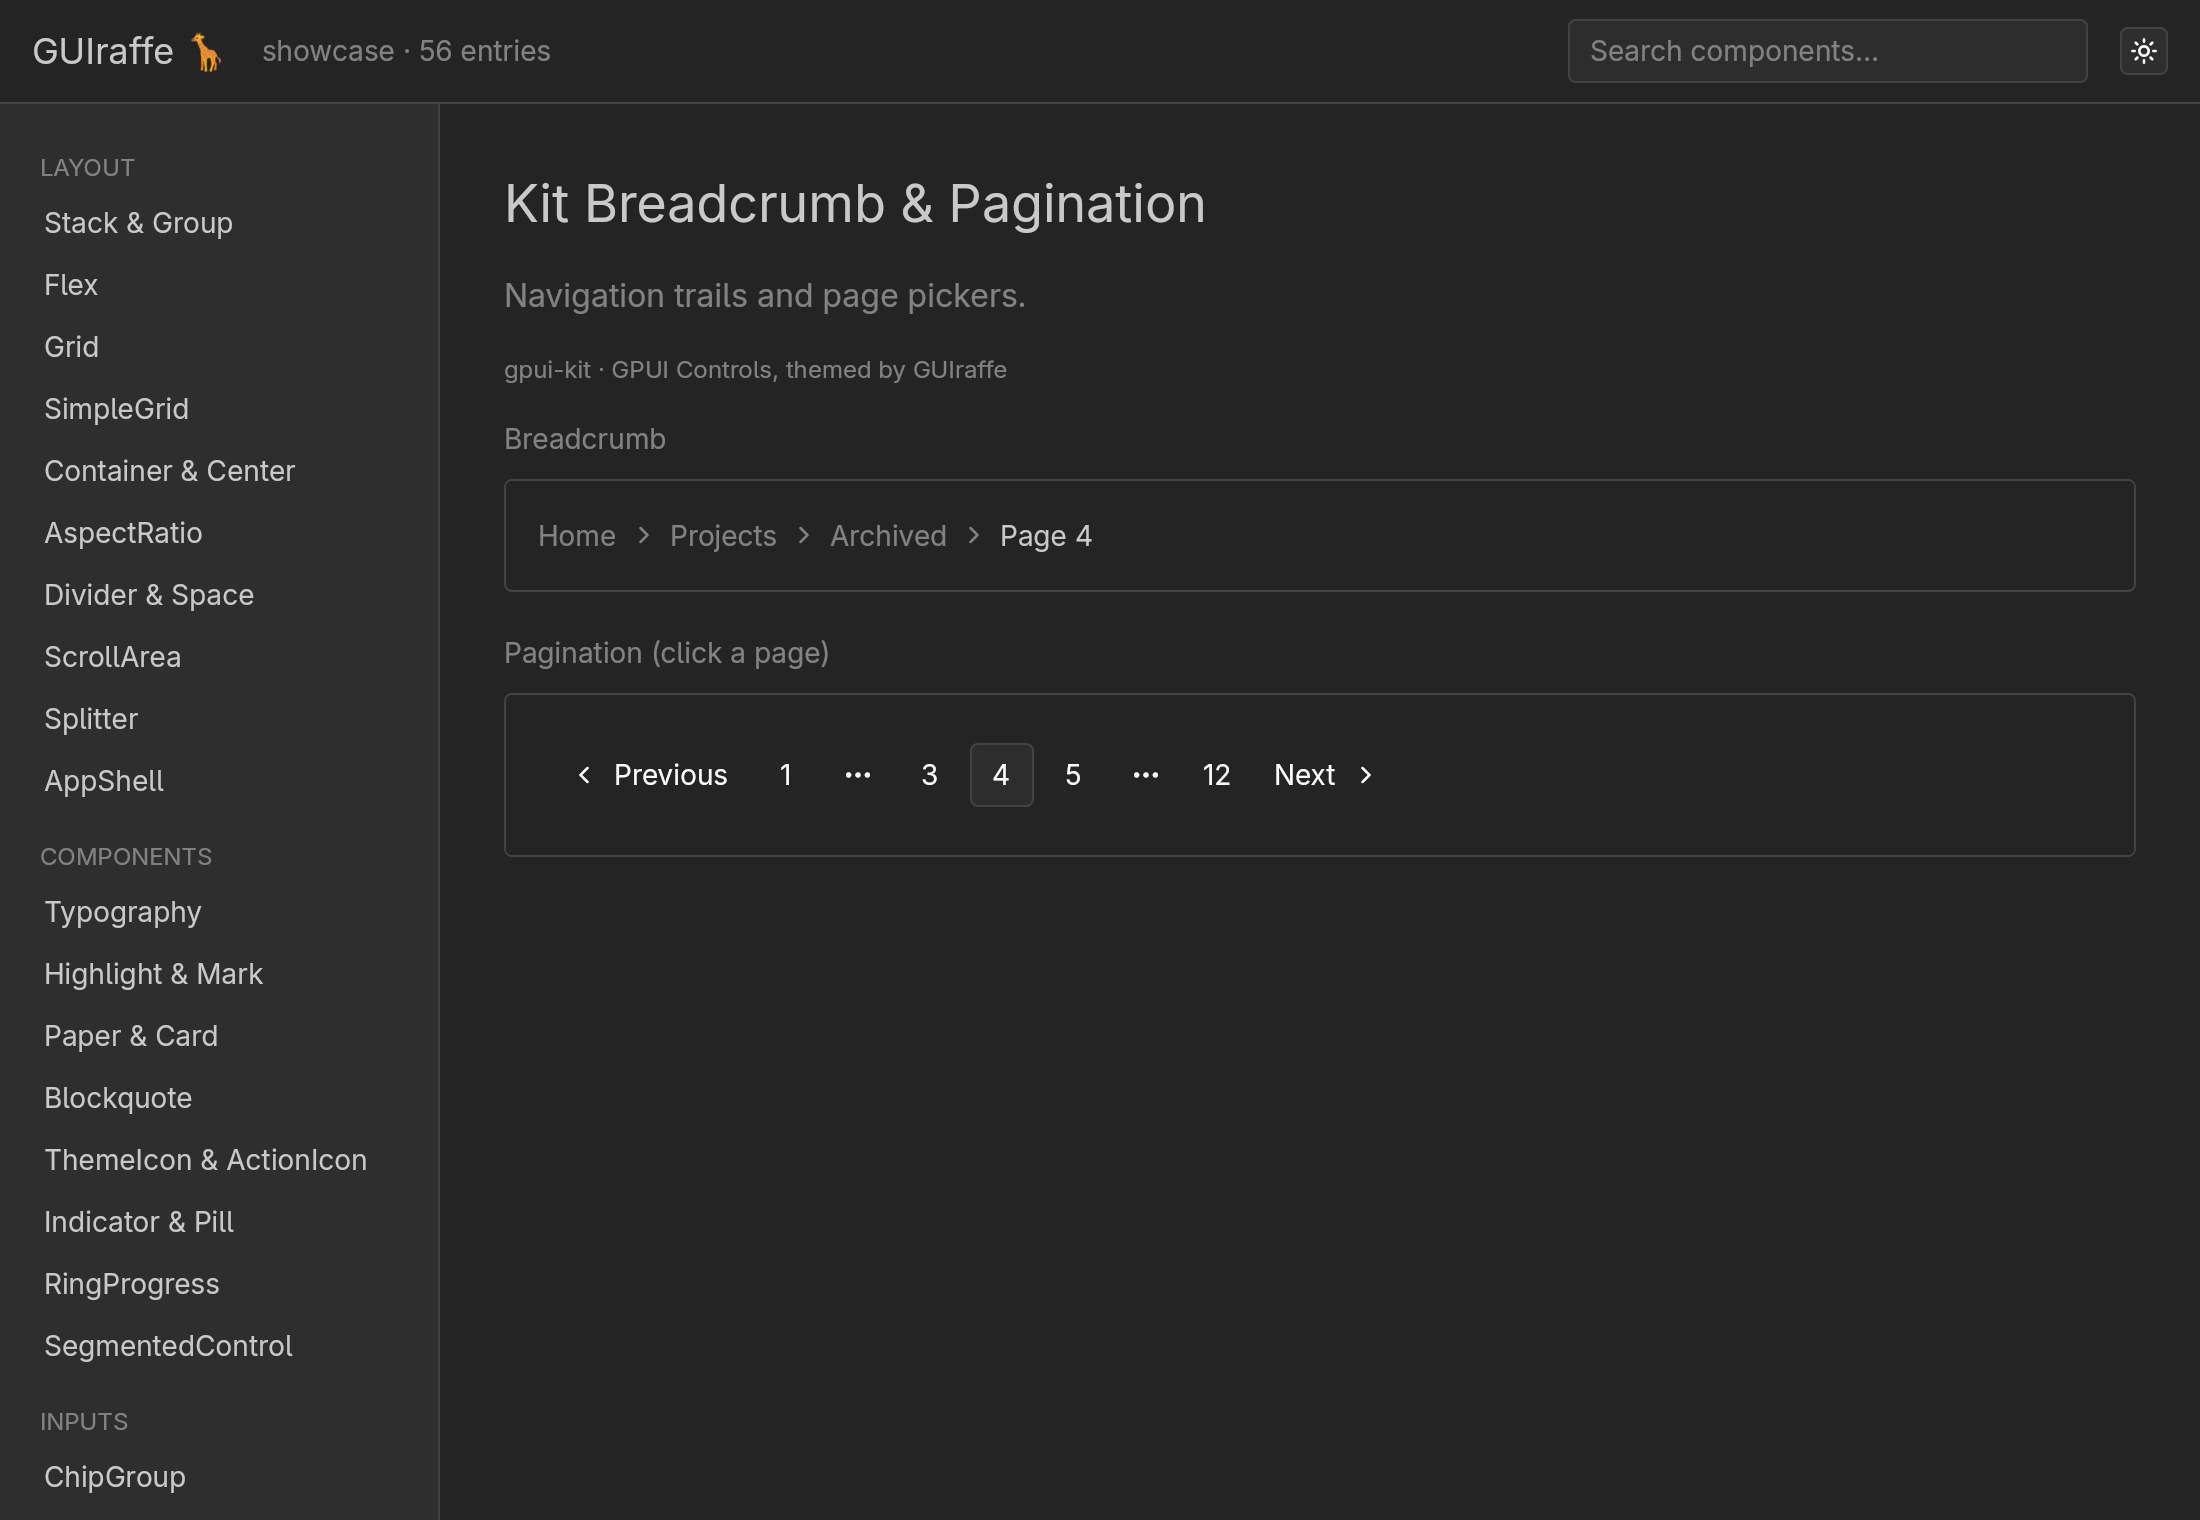 GUIraffe 🦒 showcase · 56 entries
Search components...
LAYOUT
Stack & Group
Flex
Grid
SimpleGrid
Container & Center
AspectRatio
Divider & Space
ScrollArea
Splitter
AppShell
COMPONENTS
Typography
Highlight & Mark
Paper & Card
Blockquote
ThemeIcon & ActionIcon
Indicator & Pill
RingProgress
SegmentedControl
INPUTS
ChipGroup
Kit Breadcrumb & Pagination
Navigation trails and page pickers.
gpui-kit · GPUI Controls, themed by GUIraffe
Breadcrumb
Home > Projects > Archived > Page 4
Pagination (click a page)
< Previous 1 ••• 3 4 5 ••• 12 Next >